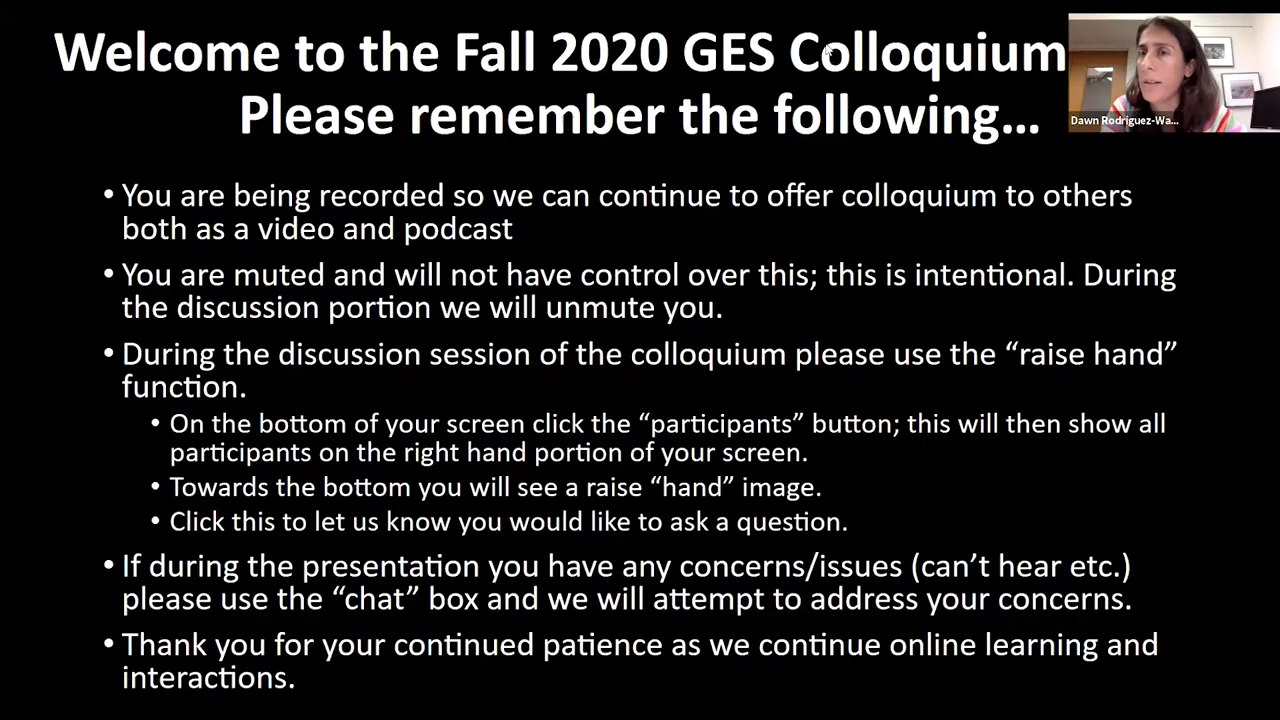 Welcome to the Fall 2020 GES Colloquium
Please remember the following…
Dawn Rodriguez-Wa...
• You are being recorded so we can continue to offer colloquium to others
both as a video and podcast
• You are muted and will not have control over this; this is intentional. During
the discussion portion we will unmute you.
• During the discussion session of the colloquium please use the “raise hand”
function.
• On the bottom of your screen click the “participants” button; this will then show all
participants on the right hand portion of your screen.
• Towards the bottom you will see a raise “hand” image.
• Click this to let us know you would like to ask a question.
• If during the presentation you have any concerns/issues (can’t hear etc.)
please use the “chat” box and we will attempt to address your concerns.
• Thank you for your continued patience as we continue online learning and
interactions.